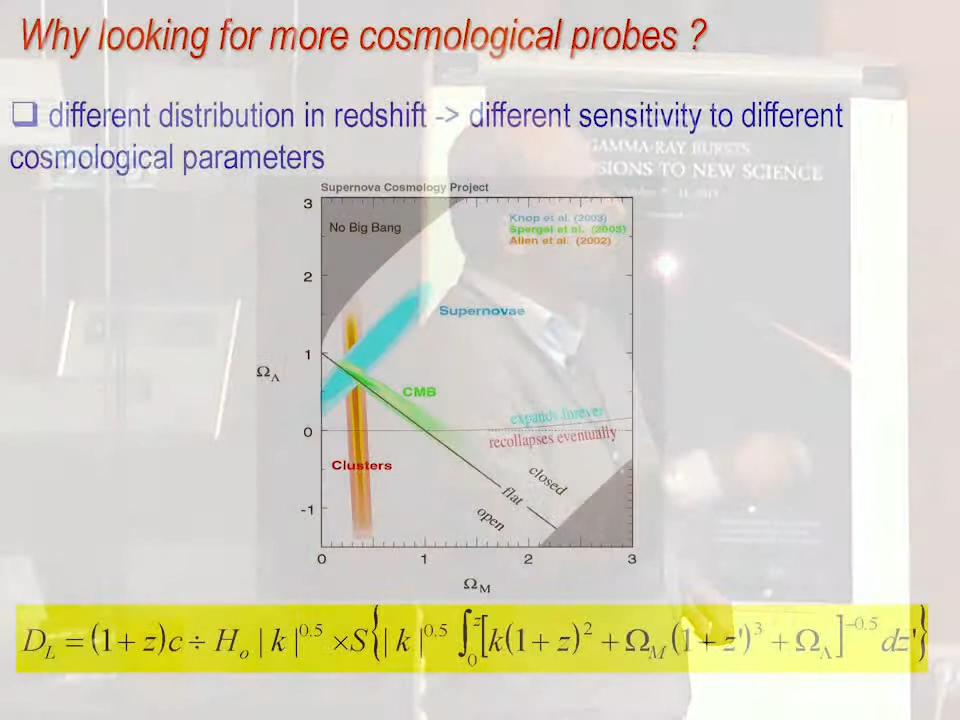 Why looking for more cosmological probes ?
❑ different distribution in redshift -> different sensitivity to different
cosmological parameters
GAMMA-RAY BURSTS
SIONS TO NEW SCIENCE
Supernova Cosmology Project
3
No Big Bang
Knop et al. (2003)
Spergel et al. (2003)
Allen et al. (2002)
2
Supernovae
1
Ω_Λ
CMB
expands forever
0
recollapses eventually
Clusters
closed
flat
-1
open
0 1 2 3
Ω_M
D_L = (1+z)c ÷ H_o |k|^0.5 ×S{|k|^0.5 ∫_0^z[k(1+z)^2 + Ω_M(1+z')^3 + Ω_Λ]^−0.5 dz'}